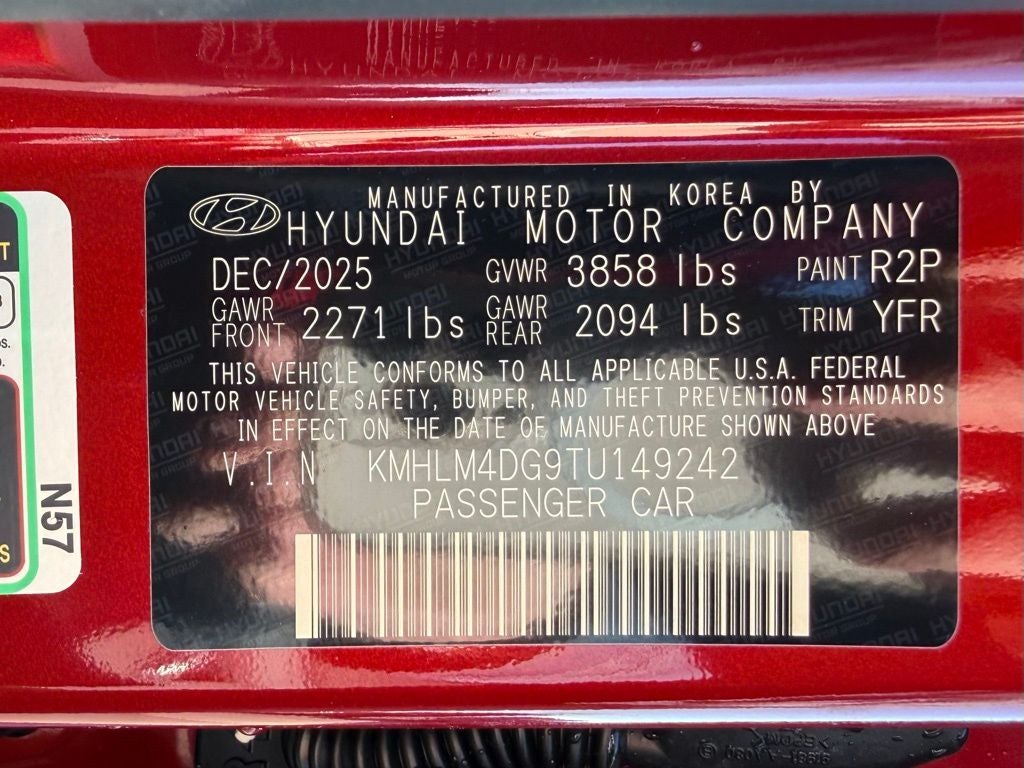 MANUFACTURED IN KOREA BY
HYUNDAI MOTOR COMPANY
DEC/2025 GVWR 3858 lbs PAINT R2P
GAWR FRONT 2271 lbs GAWR REAR 2094 lbs TRIM YFR
THIS VEHICLE CONFORMS TO ALL APPLICABLE U.S.A. FEDERAL
MOTOR VEHICLE SAFETY, BUMPER, AND THEFT PREVENTION STANDARDS
IN EFFECT ON THE DATE OF MANUFACTURE SHOWN ABOVE
V.I.N KMHLM4DG9TU149242
PASSENGER CAR
N57